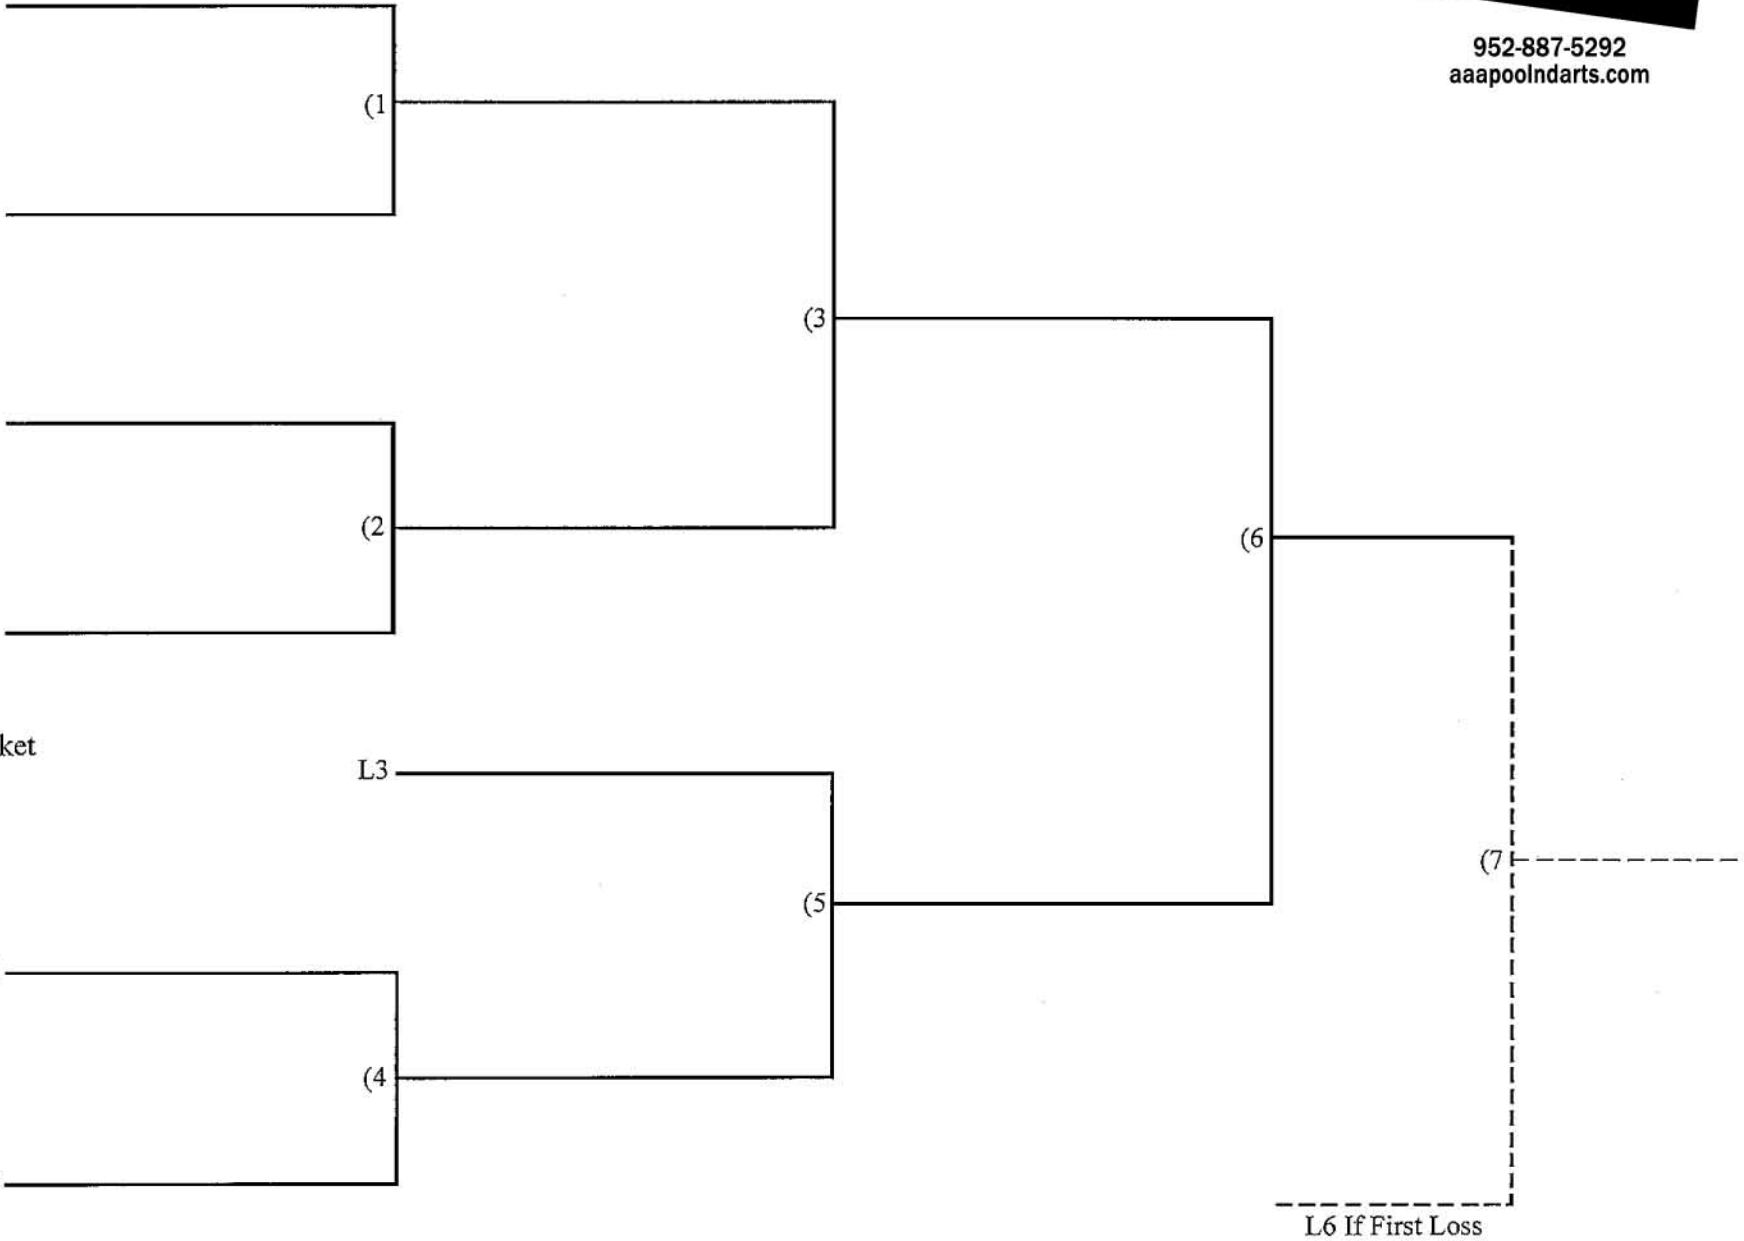 952-887-5292
aaapoolndarts.com
(1
(3
(2
(6
ket
L3
(7
(5
(4
L6 If First Loss